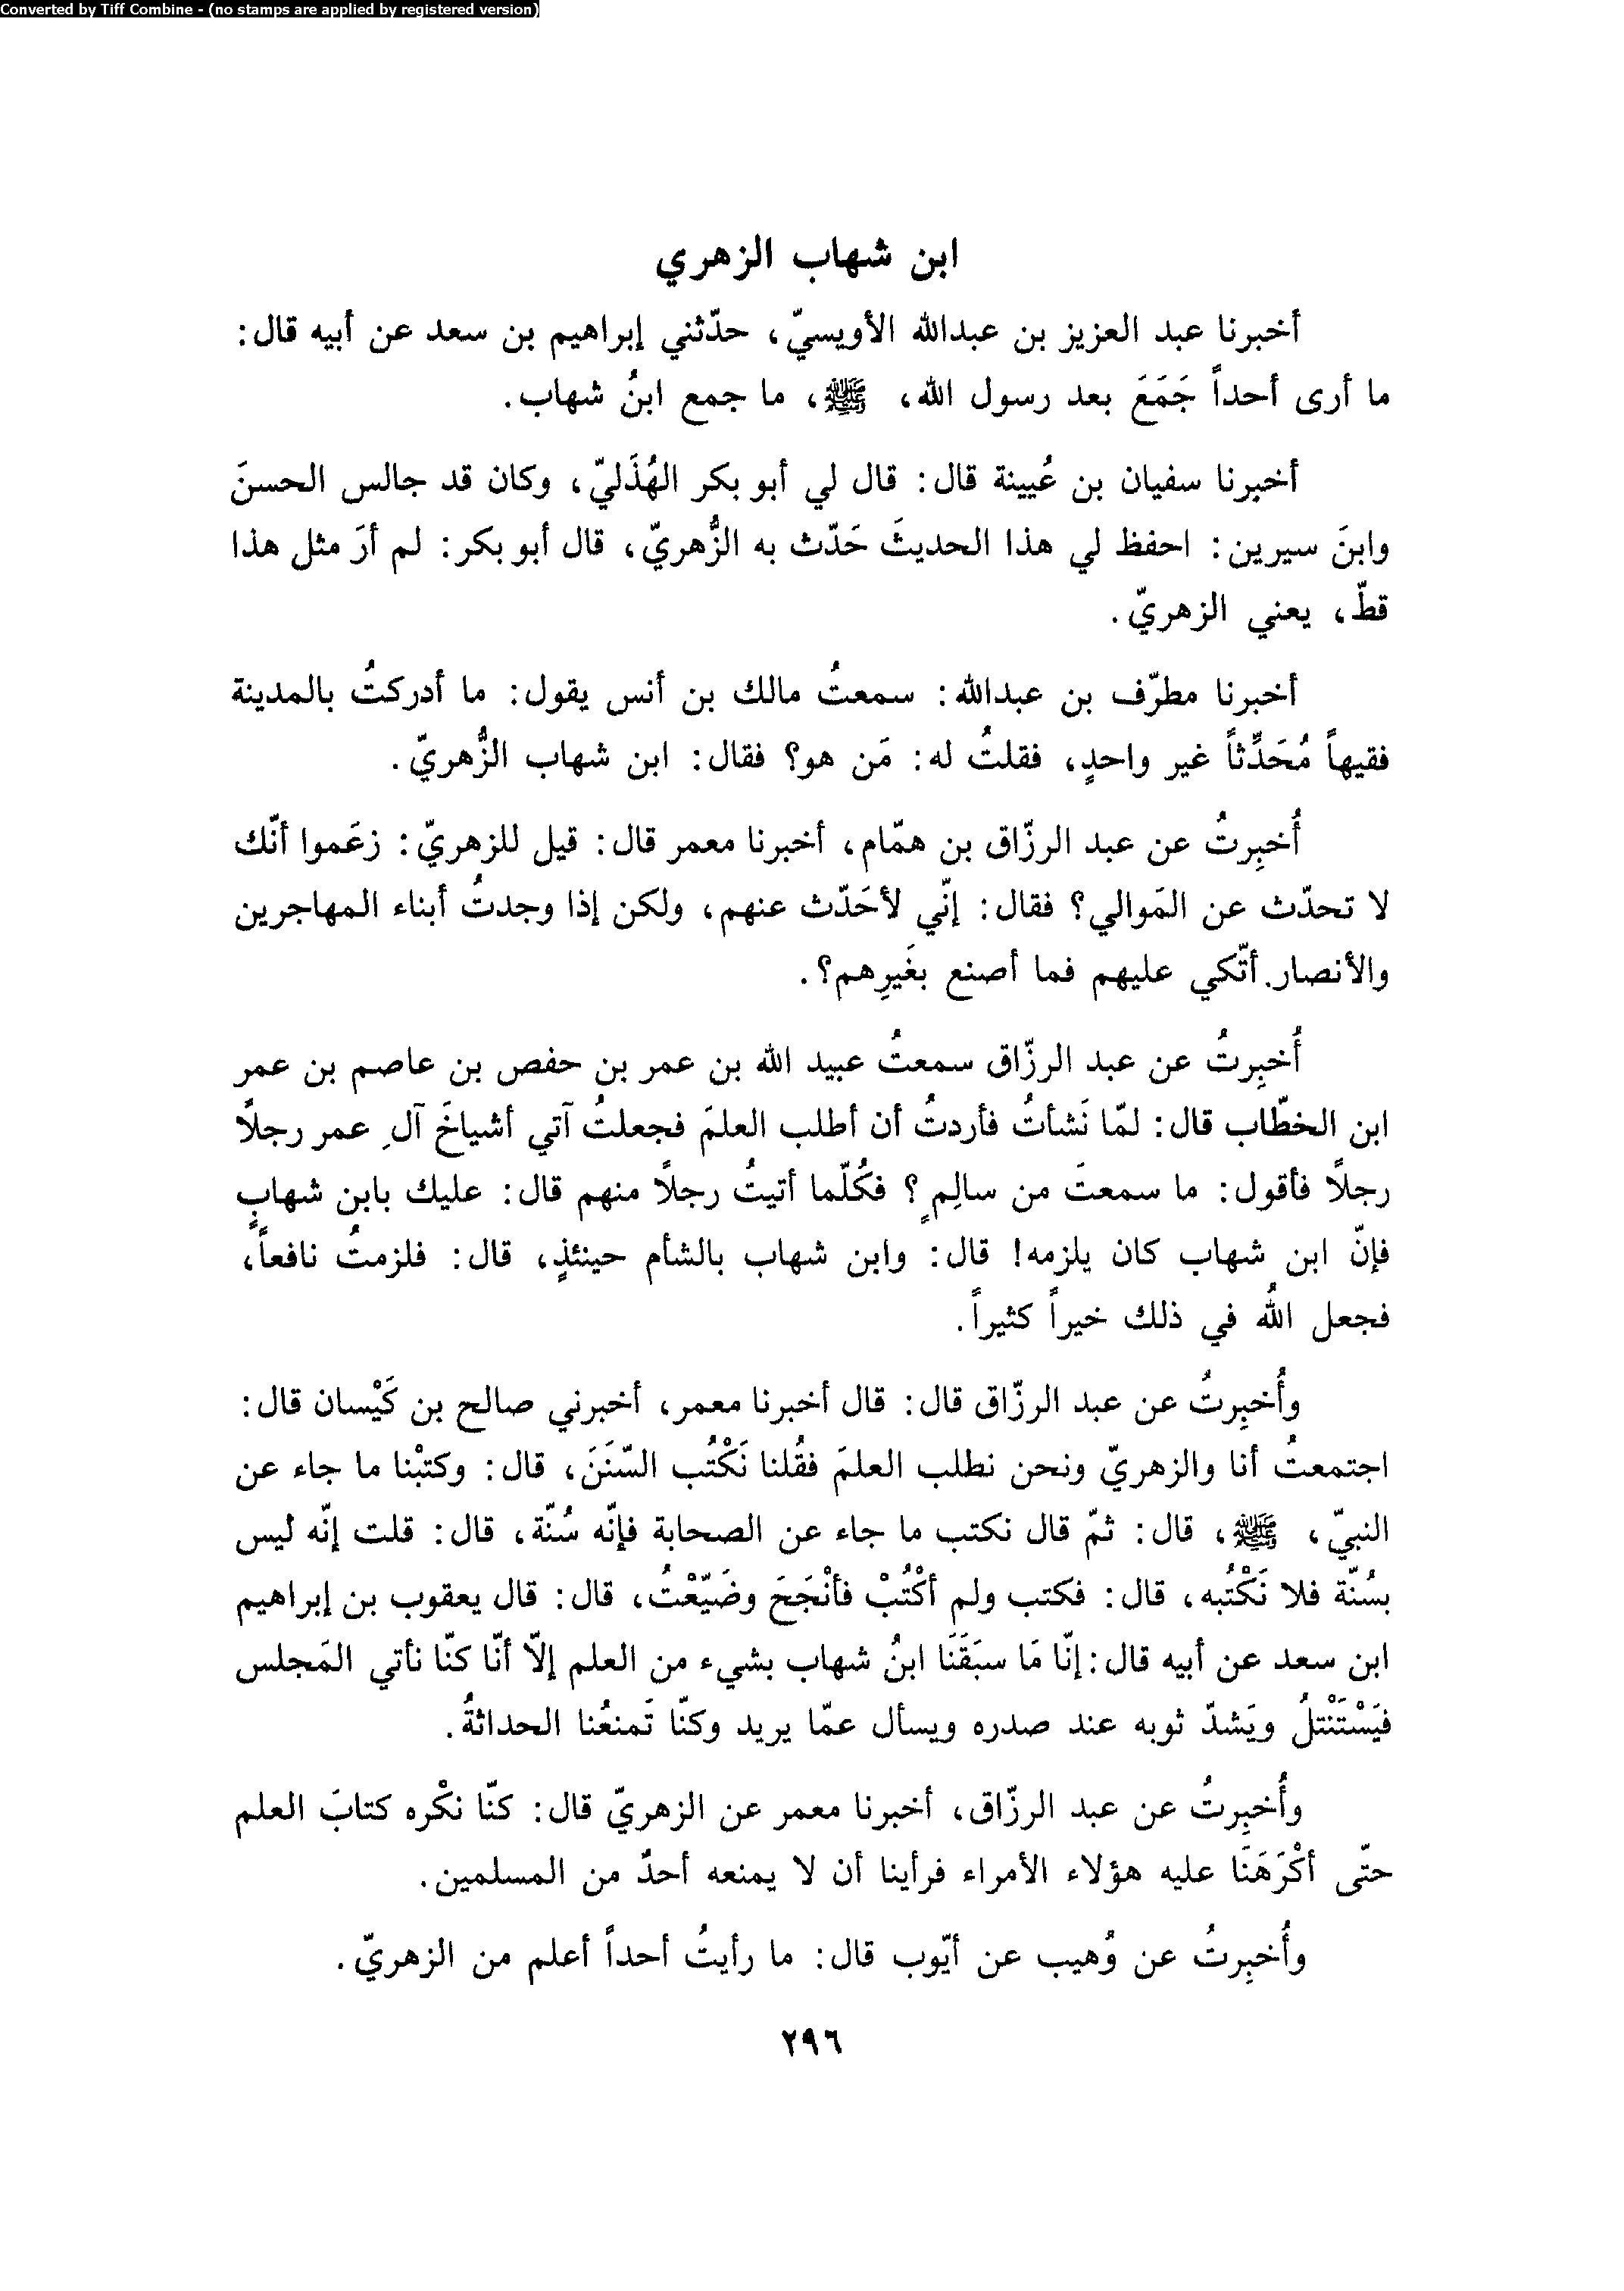 Converted by Tiff Combine - (no stamps are applied by registered version)
ابن شهاب الزهري
أخبرنا عبد العزيز بن عبدالله الأويسيّ، حدّثني إبراهيم بن سعد عن أبيه قال:
ما أرى أحداً جَمَعَ بعد رسول الله، ﷺ، ما جمع ابنُ شهاب.
أخبرنا سفيان بن عُيينة قال: قال لي أبو بكر الهُذَليّ، وكان قد جالس الحسنَ
وابنَ سيرين: احفظ لي هذا الحديثَ حَدّث به الزُّهريّ، قال أبو بكر: لم أرَ مثل هذا
قطّ، يعني الزهريّ.
أخبرنا مطرّف بن عبدالله: سمعتُ مالك بن أنس يقول: ما أدركتُ بالمدينة
فقيهاً مُحَدِّثاً غير واحدٍ، فقلتُ له: مَن هو؟ فقال: ابن شهاب الزُّهريّ.
أُخبِرتُ عن عبد الرزّاق بن همّام، أخبرنا معمر قال: قيل للزهريّ: زعَموا أنّك
لا تحدّث عن المَوالي؟ فقال: إنّي لأحَدّث عنهم، ولكن إذا وجدتُ أبناء المهاجرين
والأنصار أتّكي عليهم فما أصنع بغَيرِهم؟.
أُخبِرتُ عن عبد الرزّاق سمعتُ عبيد الله بن عمر بن حفص بن عاصم بن عمر
ابن الخطّاب قال: لمّا نَشأتُ فأردتُ أن أطلب العلمَ فجعلتُ آتي أشياخَ آلِ عمر رجلاً
رجلاً فأقول: ما سمعتَ من سالِمٍ؟ فكُلّما أتيتُ رجلاً منهم قال: عليك بابن شهابٍ
فإنّ ابن شهاب كان يلزمه! قال: وابن شهاب بالشأم حينئذٍ، قال: فلزمتُ نافعاً،
فجعل اللهُ في ذلك خيراً كثيراً.
وأُخبِرتُ عن عبد الرزّاق قال: قال أخبرنا معمر، أخبرني صالح بن كَيْسان قال:
اجتمعتُ أنا والزهريّ ونحن نطلب العلمَ فقُلنا نَكْتُب السّنَنَ، قال: وكتبْنا ما جاء عن
النبيّ، ﷺ، قال: ثمّ قال نكتب ما جاء عن الصحابة فإنّه سُنّة، قال: قلت إنّه ليس
بسُنّة فلا نَكْتُبه، قال: فكتب ولم أكْتُبْ فأنْجَحَ وضَيّعْتُ، قال: قال يعقوب بن إبراهيم
ابن سعد عن أبيه قال: إنّا مَا سبَقَنَا ابنُ شهاب بشيء من العلم إلاّ أنّا كنّا نأتي المَجلس
فيَسْتَنْتلُ ويَشدّ ثوبه عند صدره ويسأل عمّا يريد وكنّا تَمنعُنا الحداثةُ.
وأُخبِرتُ عن عبد الرزّاق، أخبرنا معمر عن الزهريّ قال: كنّا نكْره كتابَ العلم
حتّى أكْرَهَنَا عليه هؤلاء الأمراء فرأينا أن لا يمنعه أحدٌ من المسلمين.
وأُخبِرتُ عن وُهيب عن أيّوب قال: ما رأيتُ أحداً أعلم من الزهريّ.
٢٩٦